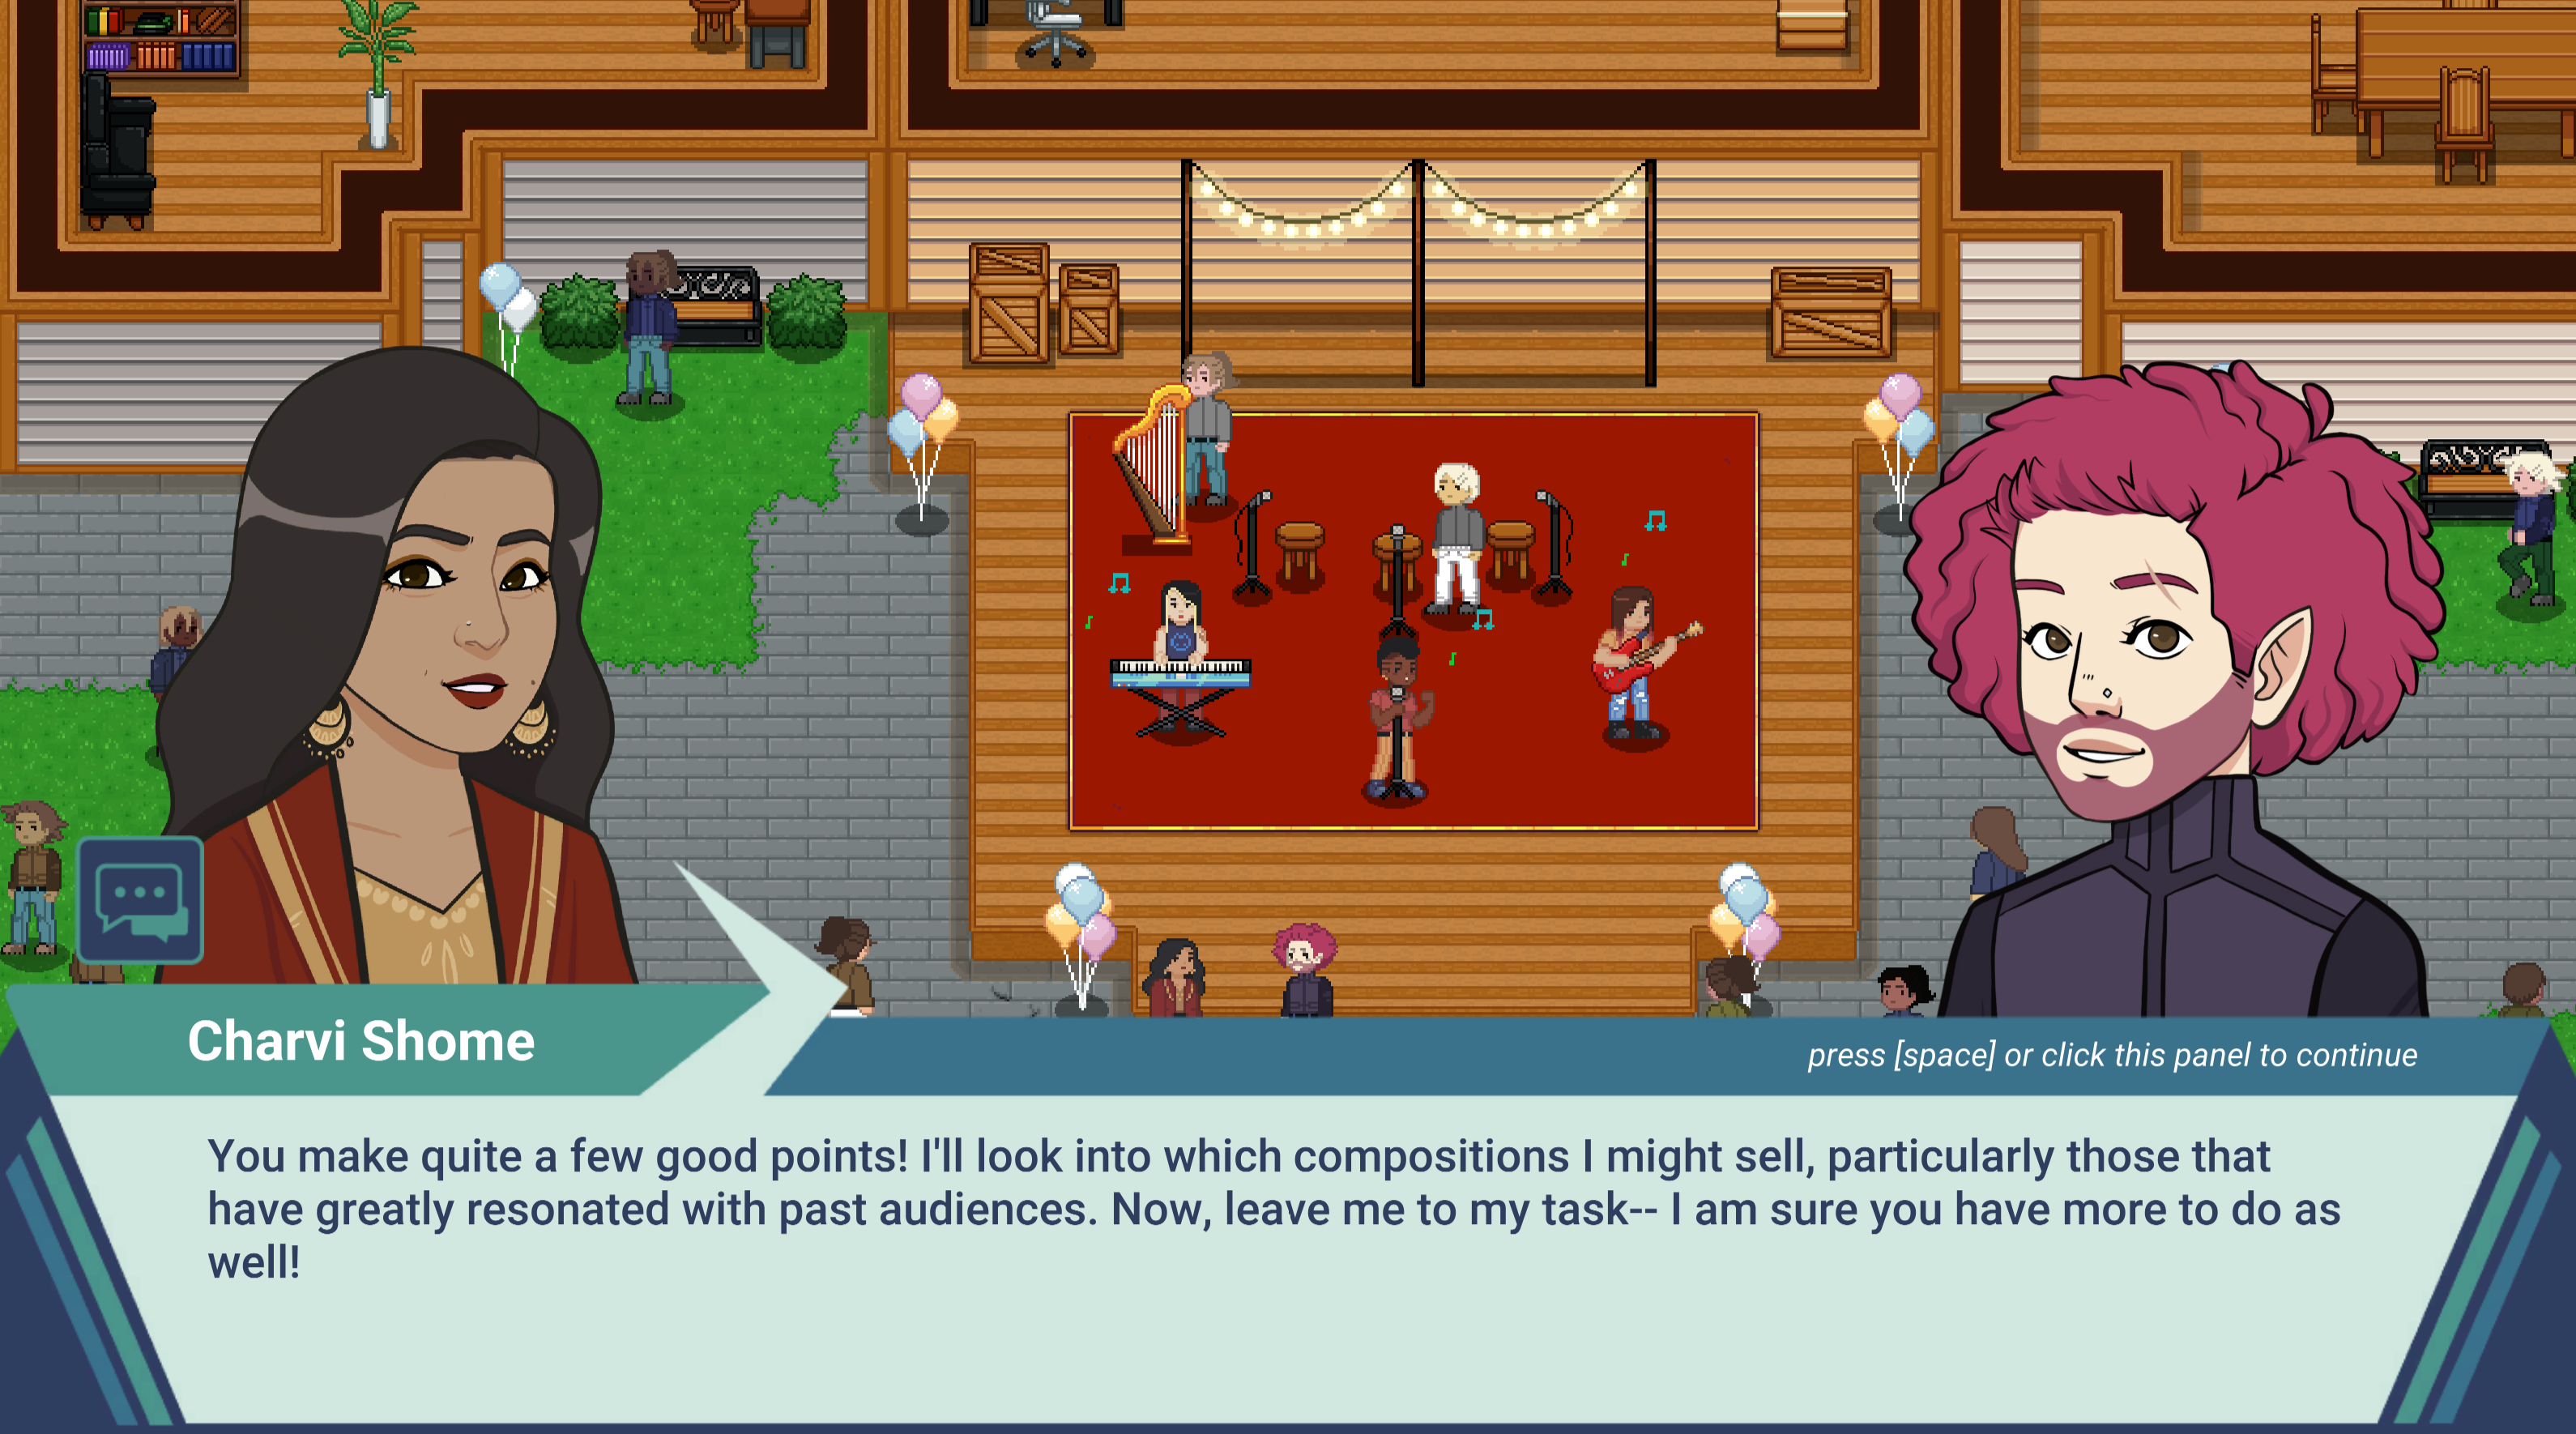 Charvi Shome
press [space] or click this panel to continue
You make quite a few good points! I'll look into which compositions I might sell, particularly those that
have greatly resonated with past audiences. Now, leave me to my task-- I am sure you have more to do as
well!